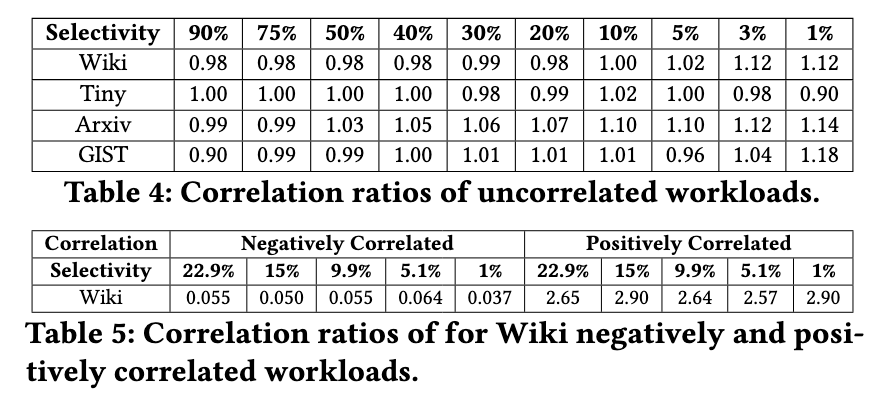 Selectivity 90% 75% 50% 40% 30% 20% 10% 5% 3% 1%
Wiki 0.98 0.98 0.98 0.98 0.99 0.98 1.00 1.02 1.12 1.12
Tiny 1.00 1.00 1.00 1.00 0.98 0.99 1.02 1.00 0.98 0.90
Arxiv 0.99 0.99 1.03 1.05 1.06 1.07 1.10 1.10 1.12 1.14
GIST 0.90 0.99 0.99 1.00 1.01 1.01 1.01 0.96 1.04 1.18
Table 4: Correlation ratios of uncorrelated workloads.
Correlation Negatively Correlated Positively Correlated
Selectivity 22.9% 15% 9.9% 5.1% 1% 22.9% 15% 9.9% 5.1% 1%
Wiki 0.055 0.050 0.055 0.064 0.037 2.65 2.90 2.64 2.57 2.90
Table 5: Correlation ratios of for Wiki negatively and posi-
tively correlated workloads.